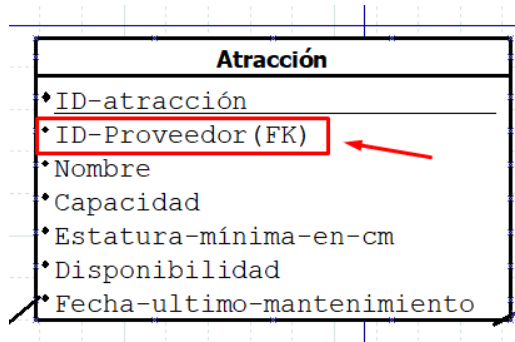 Atracción
ID-atracción
ID-Proveedor(FK)
Nombre
Capacidad
Estatura-mínima-en-cm
Disponibilidad
Fecha-ultimo-mantenimiento